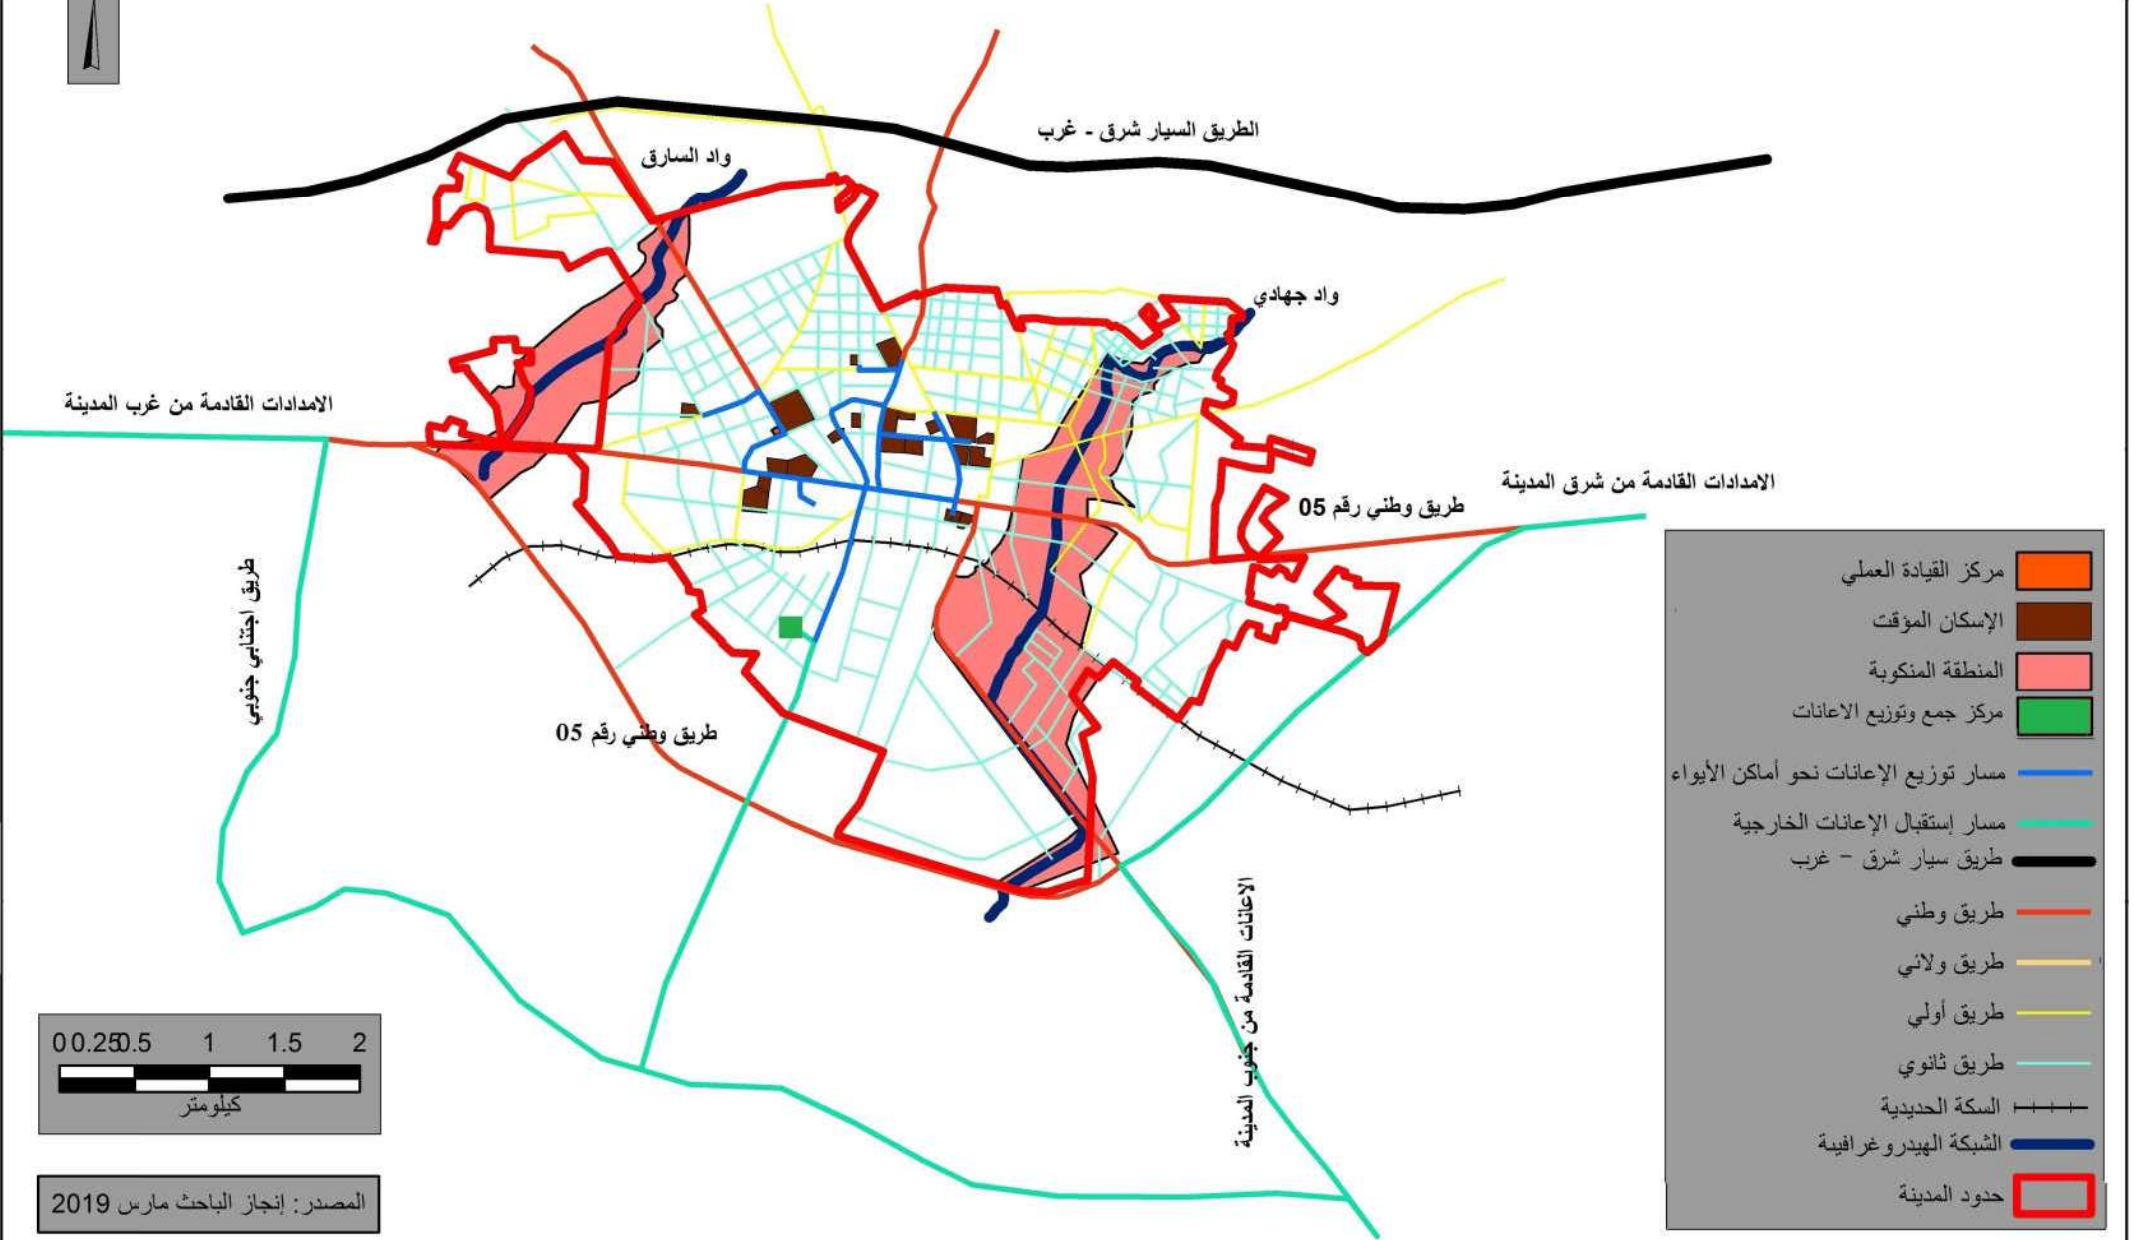 الطريق السيار شرق - غرب
واد السارق
واد جهادي
الامدادات القادمة من غرب المدينة
الامدادات القادمة من شرق المدينة
طريق وطني رقم 05
طريق اجتنابي جنوبي
طريق وطني رقم 05
الاعانات القادمة من جنوب المدينة
مركز القيادة العملي
الإسكان المؤقت
المنطقة المنكوبة
مركز جمع وتوزيع الاعانات
مسار توزيع الإعانات نحو أماكن الأيواء
مسار إستقبال الإعانات الخارجية
طريق سيار شرق - غرب
طريق وطني
طريق ولائي
طريق أولي
طريق ثانوي
السكة الحديدية
الشبكة الهيدروغرافية
حدود المدينة
0 0.25 0.5 1 1.5 2
كيلومتر
المصدر: إنجاز الباحث مارس 2019